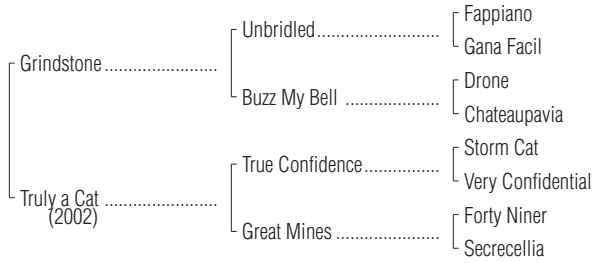 Fappiano
Unbridled........................
Gana Facil
Grindstone ......................
Drone
Buzz My Bell ...................
Chateaupavia
Storm Cat
True Confidence...............
Very Confidential
Truly a Cat ......................
(2002)
Forty Niner
Great Mines .....................
Secrecellia